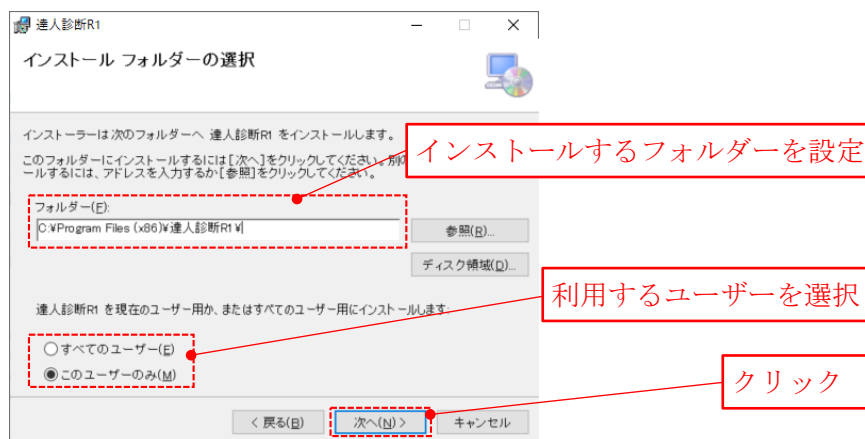 達人診断R1
インストール フォルダーの選択
インストーラーは次のフォルダーへ 達人診断R1 をインストールします。
インストールするフォルダーを設定
このフォルダーにインストールするには[次へ]をクリックしてください。別の
ールするには、アドレスを入力するか[参照]をクリックしてください。
フォルダー(F):
C:¥Program Files (x86)¥達人診断R1¥
参照(R)...
ディスク領域(D)...
利用するユーザーを選択
達人診断R1 を現在のユーザー用か、またはすべてのユーザー用にインストールします:
すべてのユーザー(E)
このユーザーのみ(M)
クリック
< 戻る(B)
次へ(N) >
キャンセル